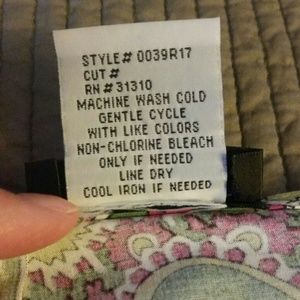 STYLE# 0039R17
CUT#
RN#31310
MACHINE WASH COLD
GENTLE CYCLE
WITH LIKE COLORS
NON-CHLORINE BLEACH
ONLY IF NEEDED
LINE DRY
COOL IRON IF NEEDED